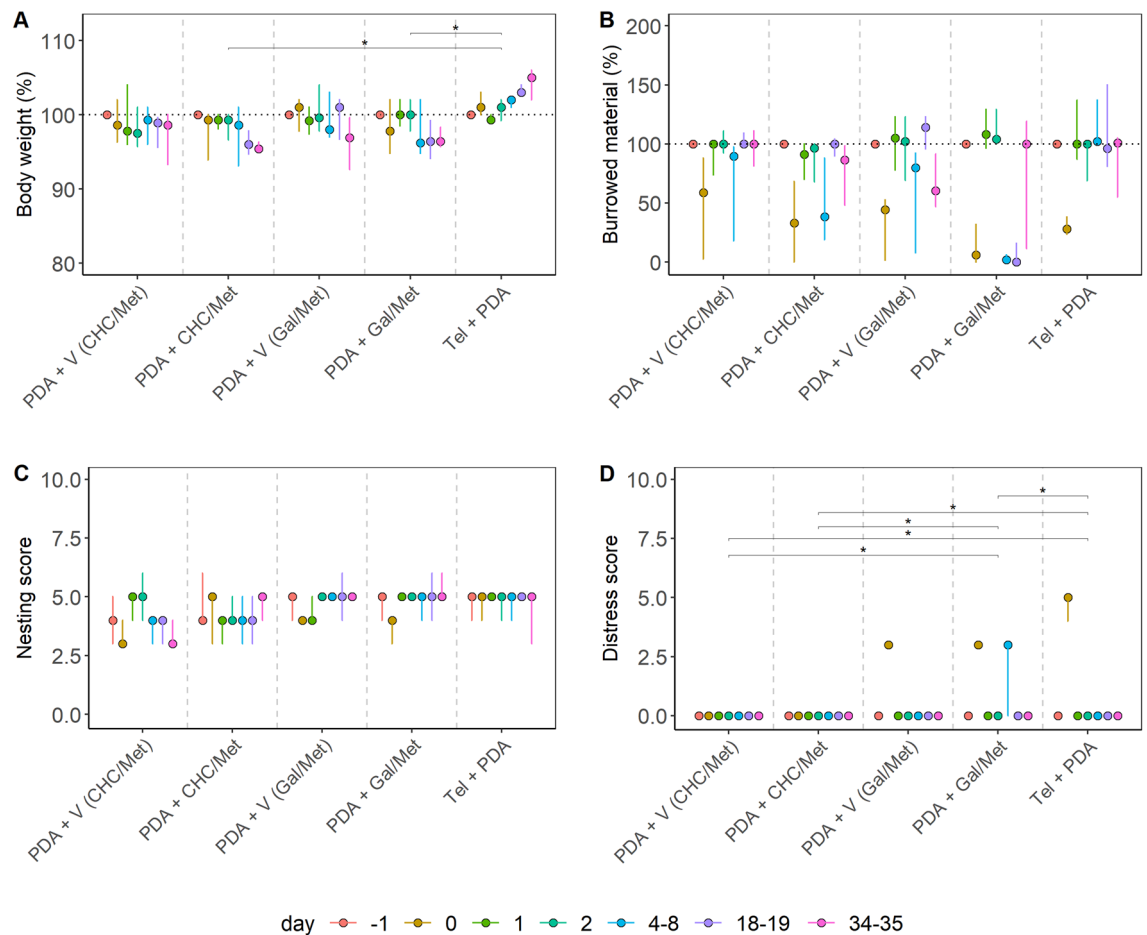 A
Body weight (%)
110
100
90
80
*
*
PDA + V (CHC/Met)
PDA + CHC/Met
PDA + V (Gal/Met)
PDA + Gal/Met
Tel + PDA
B
Burrowed material (%)
200
150
100
50
0
PDA + V (CHC/Met)
PDA + CHC/Met
PDA + V (Gal/Met)
PDA + Gal/Met
Tel + PDA
C
Nesting score
10.0
7.5
5.0
2.5
0.0
PDA + V (CHC/Met)
PDA + CHC/Met
PDA + V (Gal/Met)
PDA + Gal/Met
Tel + PDA
D
Distress score
10.0
7.5
5.0
2.5
0.0
*
*
*
*
*
PDA + V (CHC/Met)
PDA + CHC/Met
PDA + V (Gal/Met)
PDA + Gal/Met
Tel + PDA
day -1 0 1 2 4-8 18-19 34-35